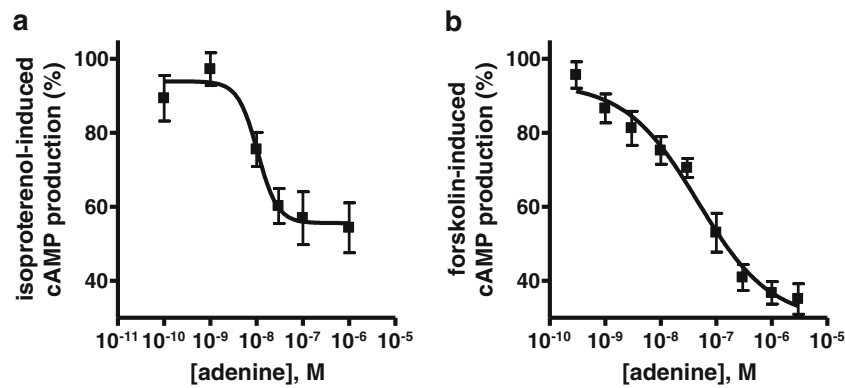 a
isoproterenol-induced
cAMP production (%)
100
80
60
40
10⁻¹¹ 10⁻¹⁰ 10⁻⁹ 10⁻⁸ 10⁻⁷ 10⁻⁶ 10⁻⁵
[adenine], M
b
forskolin-induced
cAMP production (%)
100
80
60
40
10⁻¹⁰ 10⁻⁹ 10⁻⁸ 10⁻⁷ 10⁻⁶ 10⁻⁵
[adenine], M